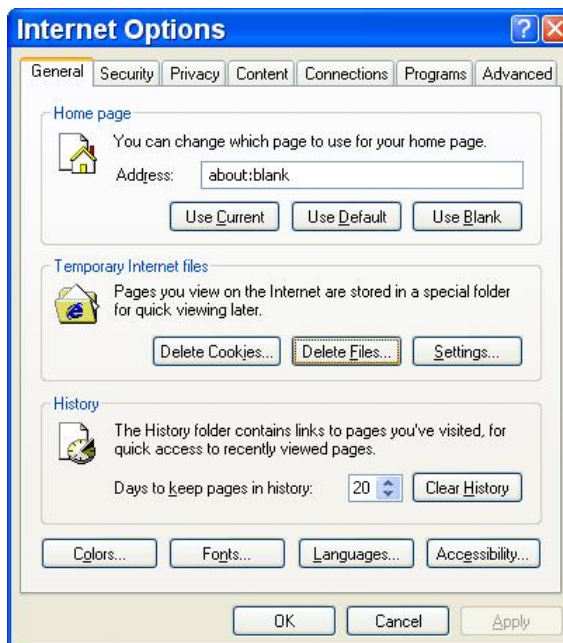 Internet Options
General Security Privacy Content Connections Programs Advanced
Home page
You can change which page to use for your home page.
Address: about:blank
Use Current Use Default Use Blank
Temporary Internet files
Pages you view on the Internet are stored in a special folder
for quick viewing later.
Delete Cookies... Delete Files... Settings...
History
The History folder contains links to pages you've visited, for
quick access to recently viewed pages.
Days to keep pages in history: 20 Clear History
Colors... Fonts... Languages... Accessibility...
OK Cancel Apply